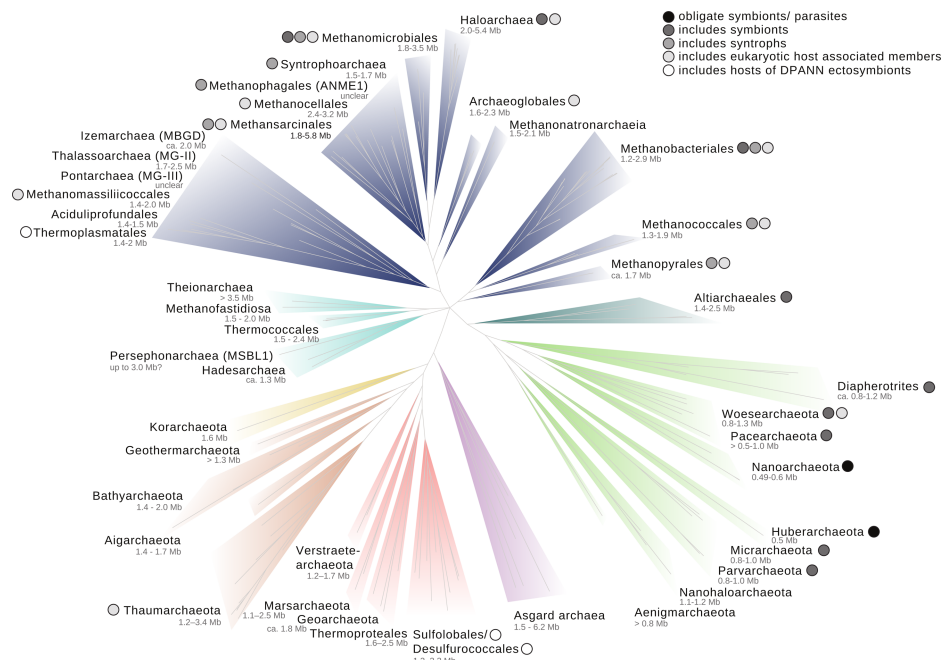 Haloarchaea
2.0-5.4 Mb
obligate symbionts/ parasites
includes symbionts
includes syntrophs
includes eukaryotic host associated members
includes hosts of DPANN ectosymbionts
Methanomicrobiales
1.8-3.5 Mb
Syntrophoarchaea
1.5-1.7 Mb
Methanophagales (ANME1)
unclear
Methanocellales
2.4-3.2 Mb
Methansarcinales
1.8-5.8 Mb
Izemarchaea (MBGD)
ca. 2.0 Mb
Thalassoarchaea (MG-II)
1.7-2.5 Mb
Pontarchaea (MG-III)
unclear
Methanomassiliicoccales
1.4-2.0 Mb
Aciduliprofundales
1.4-1.5 Mb
Thermoplasmatales
1.4-2 Mb
Archaeoglobales
1.6-2.3 Mb
Methanonatronarchaeia
1.5-2.1 Mb
Methanobacteriales
1.2-2.9 Mb
Methanococcales
1.3-1.9 Mb
Methanopyrales
ca. 1.7 Mb
Altiarchaeales
1.4-2.5 Mb
Theionarchaea
> 3.5 Mb
Methanofastidiosa
1.5 - 2.0 Mb
Thermococcales
1.5 - 2.4 Mb
Persephonarchaea (MSBL1)
up to 3.0 Mb?
Hadesarchaea
ca. 1.3 Mb
Diapherotrites
ca. 0.8-1.2 Mb
Woesearchaeota
0.8-1.3 Mb
Pacearchaeota
> 0.5-1.0 Mb
Nanoarchaeota
0.49-0.6 Mb
Huberarchaeota
0.5 Mb
Micrarchaeota
0.8-1.0 Mb
Parvarchaeota
0.8-1.0 Mb
Nanohaloarchaeota
1.1-1.2 Mb
Aenigmarchaeota
> 0.8 Mb
Korarchaeota
1.6 Mb
Geothermarchaeota
> 1.3 Mb
Bathyarchaeota
1.4 - 2.0 Mb
Aigarchaeota
1.4 - 1.7 Mb
Thaumarchaeota
1.2–3.4 Mb
Verstraete-
archaeota
1.2–1.7 Mb
Marsarchaeota
1.1–2.5 Mb
Geoarchaeota
ca. 1.8 Mb
Thermoproteales
1.6–2.5 Mb
Sulfolobales/
Desulfurococcales
Asgard archaea
1.5 - 6.2 Mb